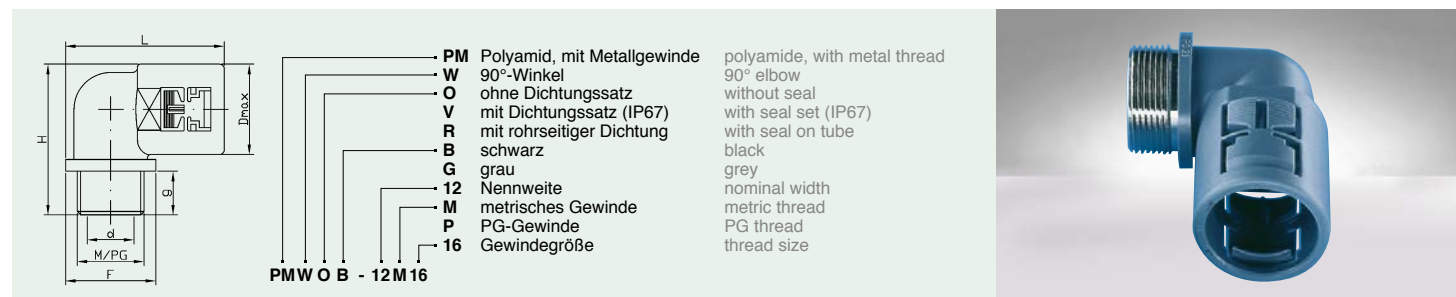 L
H
Dmax
g
d
M/PG
F
PM Polyamid, mit Metallgewinde polyamide, with metal thread
W 90°-Winkel 90° elbow
O ohne Dichtungssatz without seal
V mit Dichtungssatz (IP67) with seal set (IP67)
R mit rohrseitiger Dichtung with seal on tube
B schwarz black
G grau grey
12 Nennweite nominal width
M metrisches Gewinde metric thread
P PG-Gewinde PG thread
16 Gewindegröße thread size
PM W O B - 12 M 16